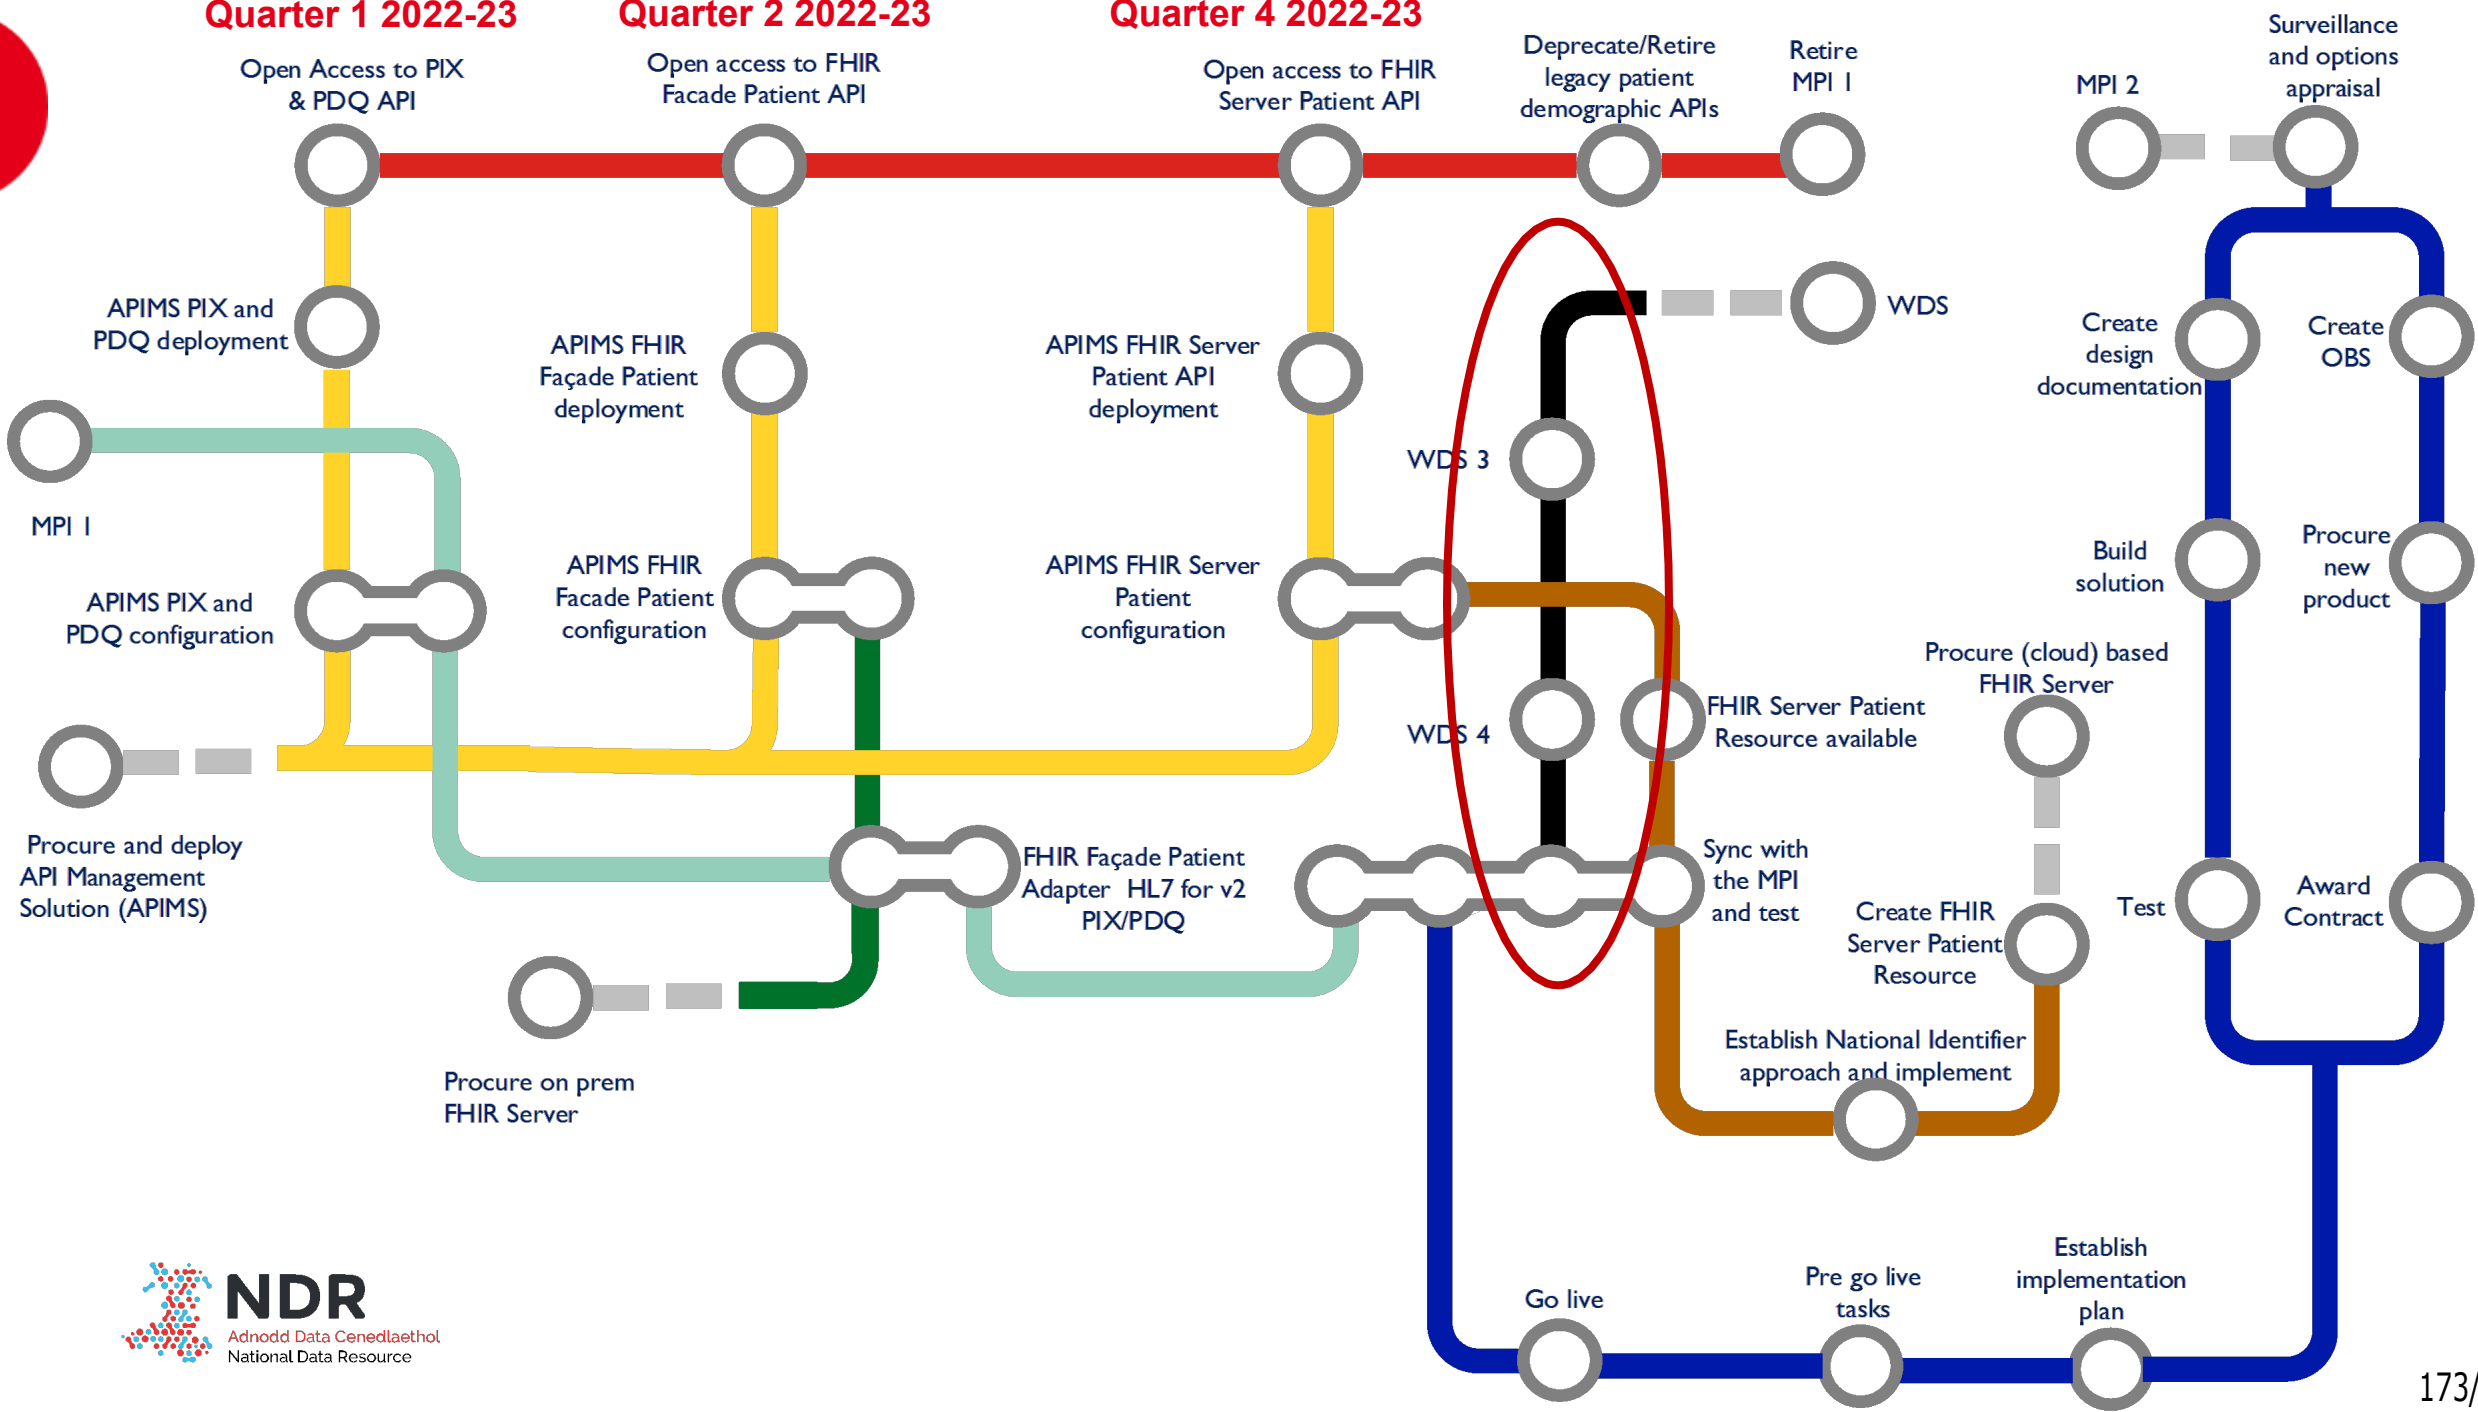 Quarter 1 2022-23
Quarter 2 2022-23
Quarter 4 2022-23
Open Access to PIX
& PDQ API
Open access to FHIR
Facade Patient API
Open access to FHIR
Server Patient API
Deprecate/Retire
legacy patient
demographic APIs
Retire
MPI 1
MPI 2
Surveillance
and options
appraisal
APIMS PIX and
PDQ deployment
APIMS FHIR
Façade Patient
deployment
APIMS FHIR Server
Patient API
deployment
WDS
Create
design
documentation
Create
OBS
MPI 1
WDS 3
APIMS PIX and
PDQ configuration
APIMS FHIR
Facade Patient
configuration
APIMS FHIR Server
Patient
configuration
Build
solution
Procure
new
product
Procure (cloud) based
FHIR Server
WDS 4
FHIR Server Patient
Resource available
Procure and deploy
API Management
Solution (APIMS)
FHIR Façade Patient
Adapter HL7 for v2
PIX/PDQ
Sync with
the MPI
and test
Create FHIR
Server Patient
Resource
Test
Award
Contract
Procure on prem
FHIR Server
Establish National Identifier
approach and implement
Go live
Pre go live
tasks
Establish
implementation
plan
NDR
Adnodd Data Cenedlaethol
National Data Resource
173/